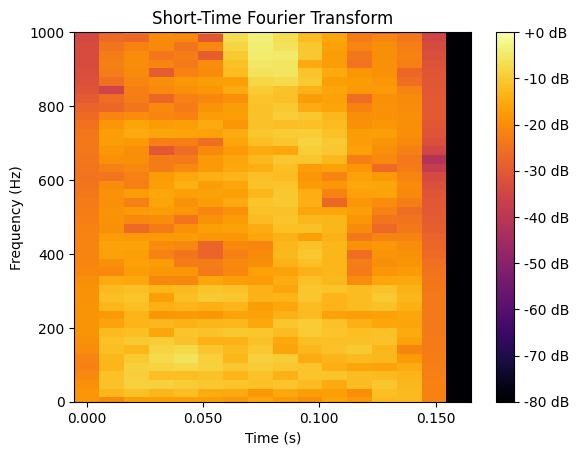 Short-Time Fourier Transform
1000
800
600
400
200
0
Frequency (Hz)
0.000
0.050
0.100
0.150
Time (s)
+0 dB
-10 dB
-20 dB
-30 dB
-40 dB
-50 dB
-60 dB
-70 dB
-80 dB